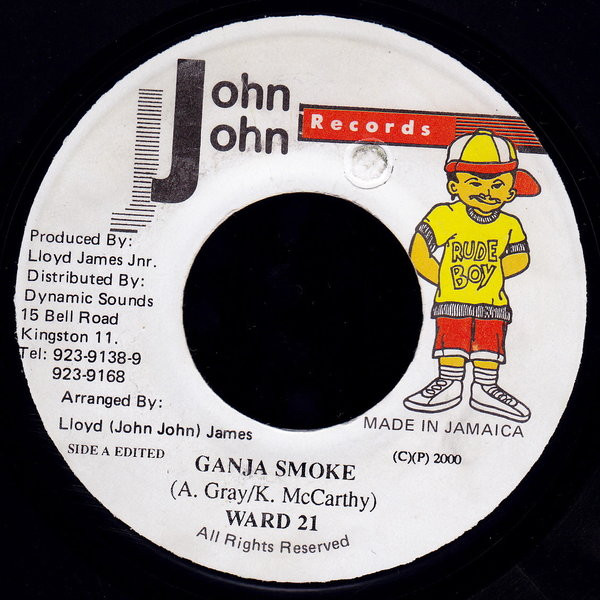 John
John
Records
RUDE
BOY
Produced By:
Lloyd James Jnr.
Distributed By:
Dynamic Sounds
15 Bell Road
Kingston 11.
Tel: 923-9138-9
923-9168
Arranged By:
Lloyd (John John) James
MADE IN JAMAICA
SIDE A EDITED
(C)(P) 2000
GANJA SMOKE
(A. Gray/K. McCarthy)
WARD 21
All Rights Reserved